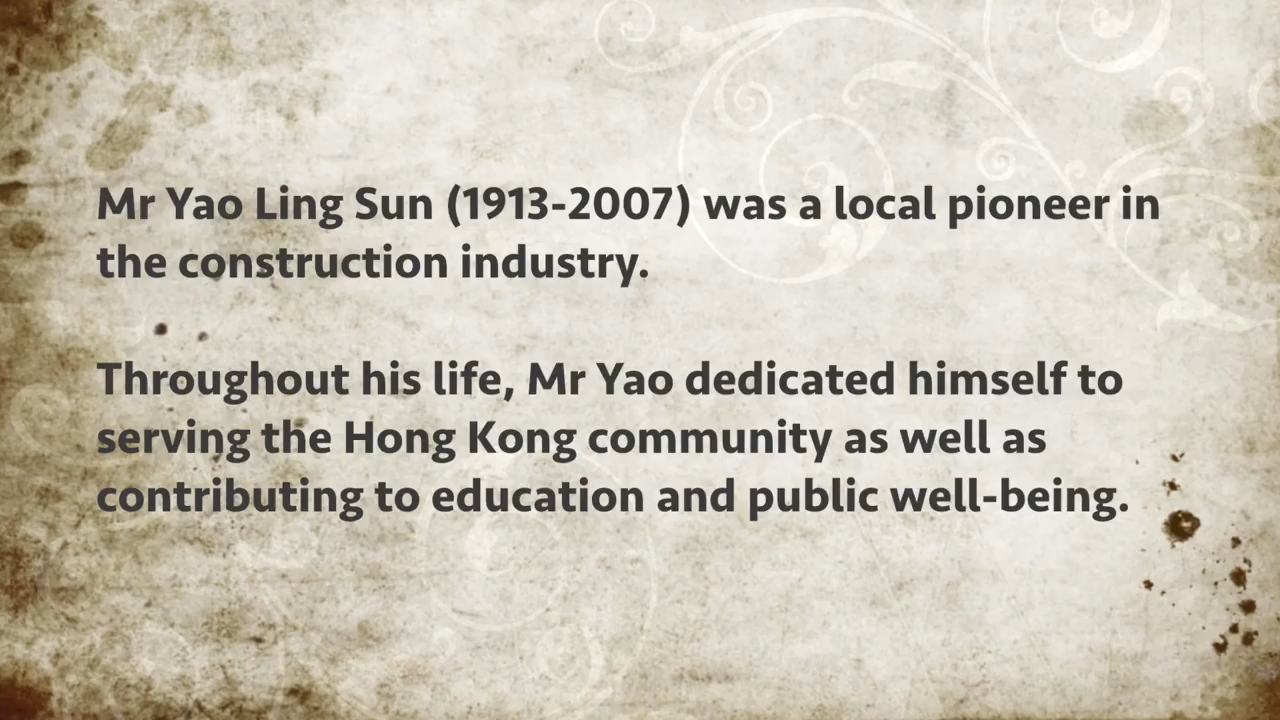 Mr Yao Ling Sun (1913-2007) was a local pioneer in
the construction industry.
Throughout his life, Mr Yao dedicated himself to
serving the Hong Kong community as well as
contributing to education and public well-being.